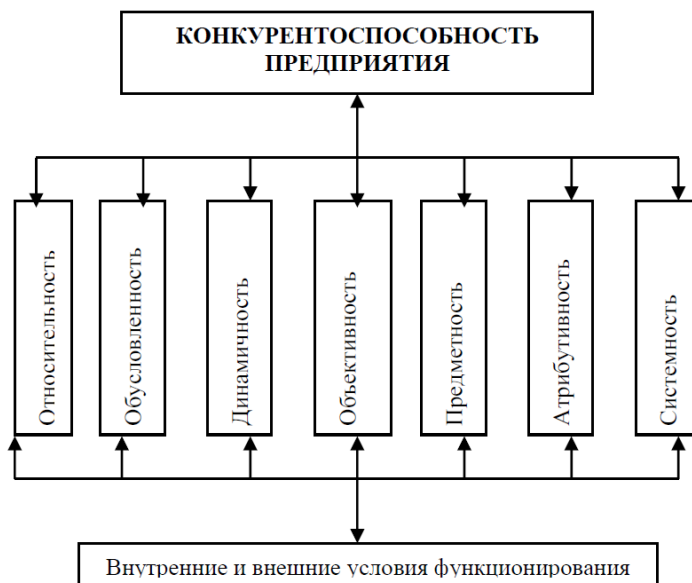 КОНКУРЕНТОСПОСОБНОСТЬ
ПРЕДПРИЯТИЯ
Относительность
Обусловленность
Динамичность
Объективность
Предметность
Атрибутивность
Системность
Внутренние и внешние условия функционирования